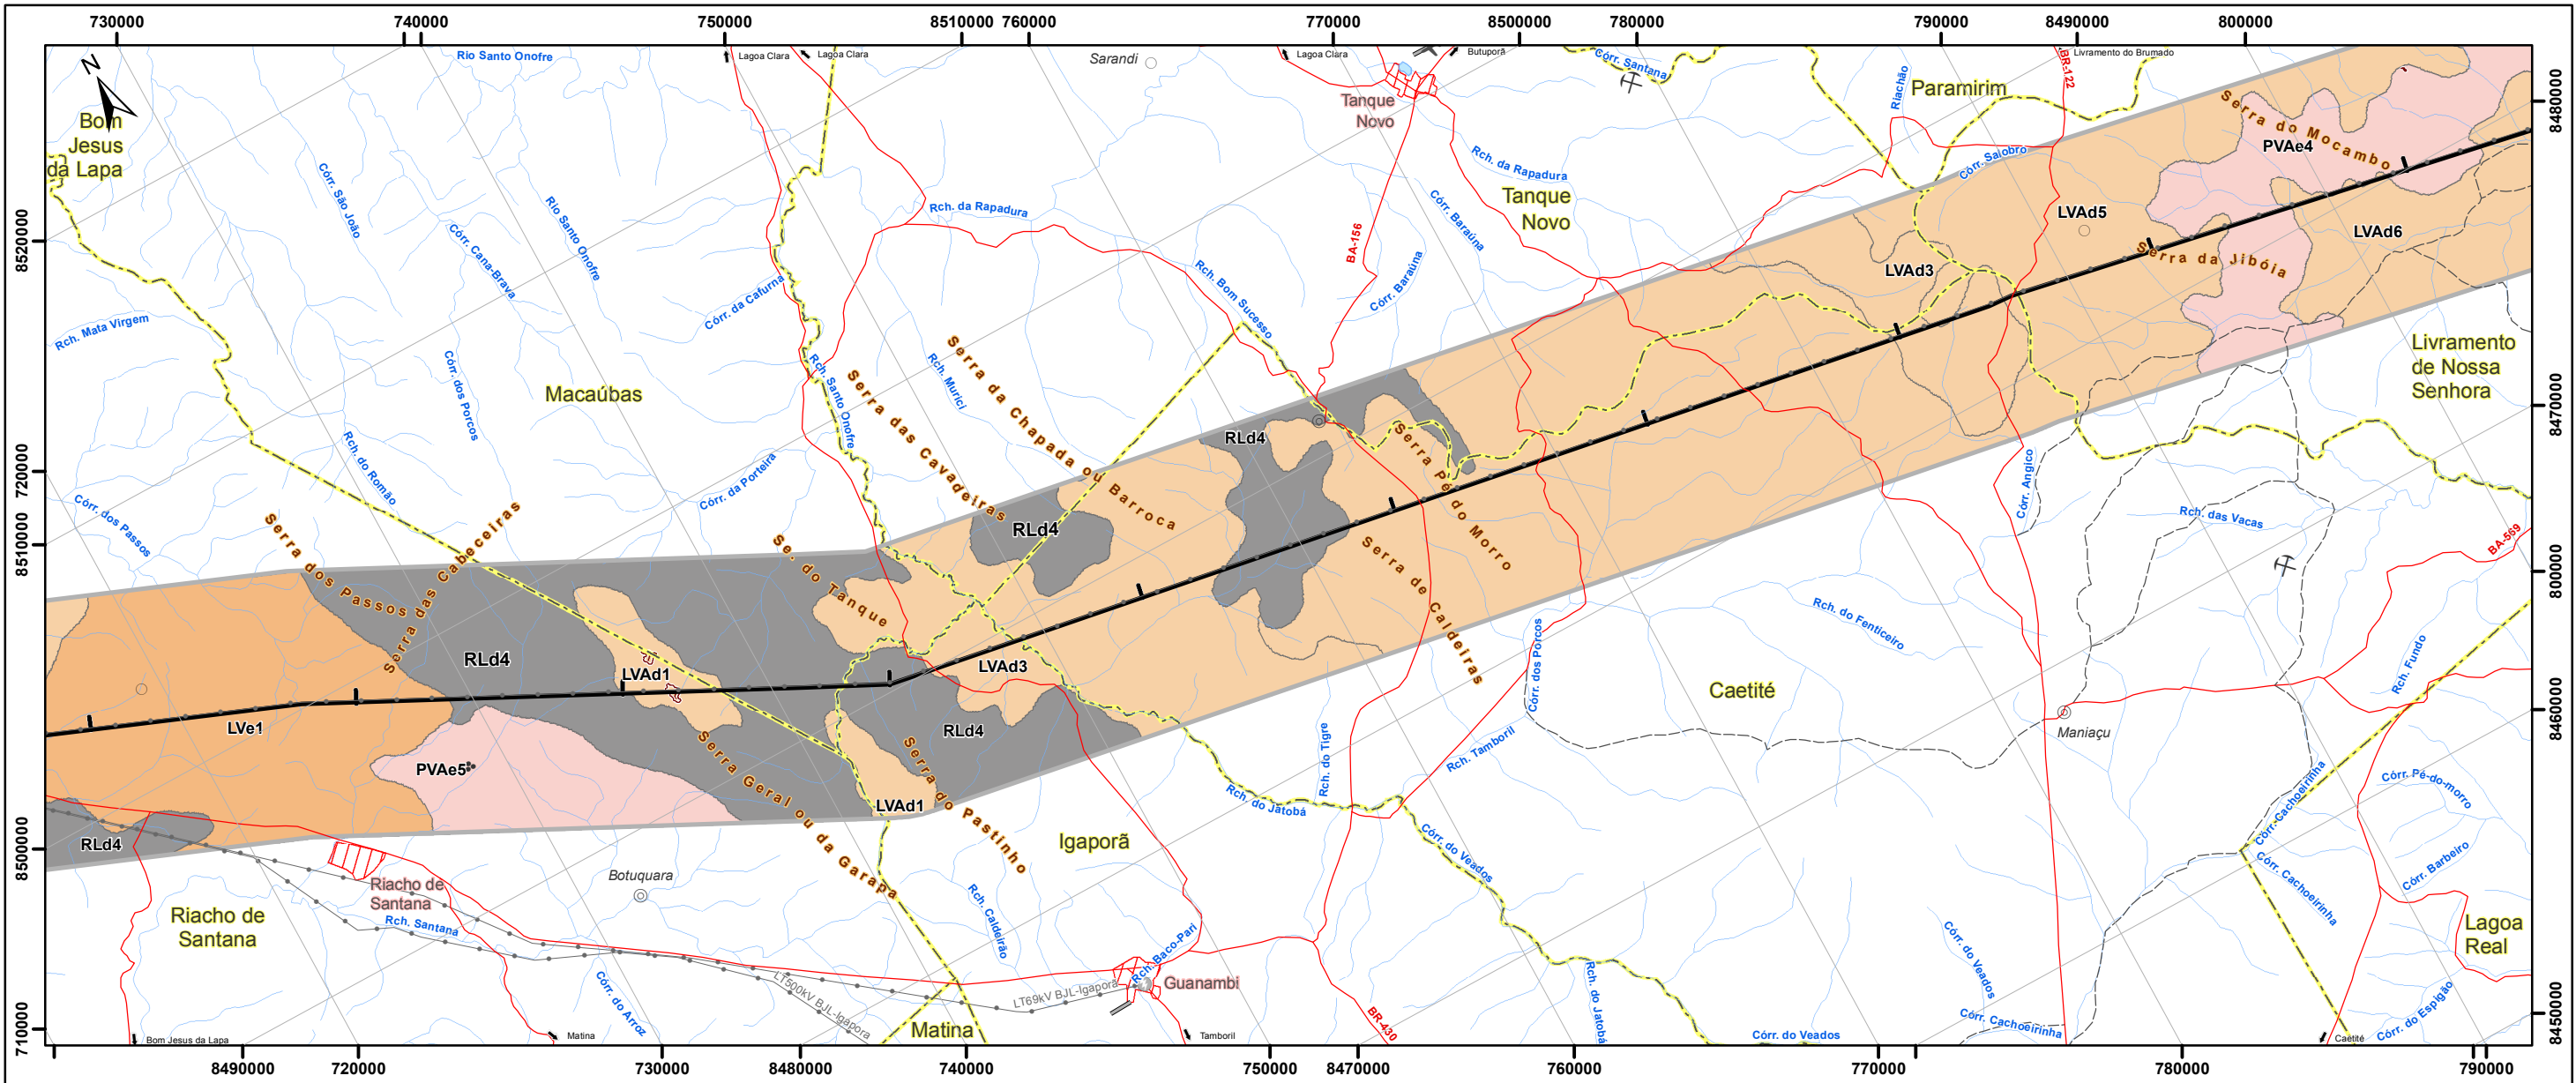 730000
740000
750000
8510000
760000
770000
8500000
780000
790000
8490000
800000
Rio Santo Onofre
Lagoa Clara
Lagoa Clara
Sarandi
Lagoa Clara
Butuporã
Córr. Santana
BR-122
Livramento do Brumado
N
Bom
Jesus
da Lapa
Tanque
Novo
Riachão
Paramirim
8480000
Serra do Mocambo
PVAe4
Córr. São João
Rio Santo Onofre
Córr. Cana-Brava
Rch. da Rapadura
Rch. da Rapadura
Tanque
Novo
Córr. Baraúna
Córr. Saiobro
LVAd5
LVAd6
Serra da Jibóia
8520000
BA-156
Córr. Baraúna
Rch. Bom Sucesso
LVAd3
Córr. da Cafurna
Rch. Mata Virgem
Córr. dos Porcos
Macaúbas
Rch. Santo Onofre
Rch. Murici
Serra da Chapada ou Barroca
Serra das Cavadeiras
Livramento
de Nossa
Senhora
8470000
720000
Rch. do Romão
Córr. da Porteira
RLd4
RLd4
Serra Pé do Morro
Serra de Caldeiras
Córr. Angico
Rch. das Vacas
BA-569
Córr. dos Passos
8510000
Serra dos Passos
Serra das Cabeceiras
Se. do Tanque
800000
RLd4
LVAd1
LVAd3
Rch. do Fenticeiro
Córr. dos Porcos
Caetité
Rch. Fundo
8460000
LVe1
RLd4
Maniaçu
PVAe5
Serra Geral ou da Garapa
Serra do Pastinho
LVAd1
Rch. do Tigre
Rch. Tamboril
Rch. do Jatobá
Córr. Cachoeirinha
Córr. Pé-do-morro
RLd4
8500000
Igaporã
Córr. do Veados
Córr. Cachoeirinha
Córr. Barbeiro
Riacho de
Santana
Botuquara
Rch. Santana
Riacho de
Santana
Rch. Caldeirão
Rch. Baco-Pari
Guanambi
Córr. do Veados
Lagoa
Real
LT500kV BJL-Igapora
LT69kV BJL-Igaporã
Rch. do Jatobá
Córr. do Arroz
Matina
BR-430
Córr. Cachoeirinha
Córr. do Espigão
8450000
710000
Bom Jesus da Lapa
Matina
Tamboril
Córr. do Veados
Caetité
8490000
720000
730000
8480000
740000
750000
8470000
760000
770000
780000
790000